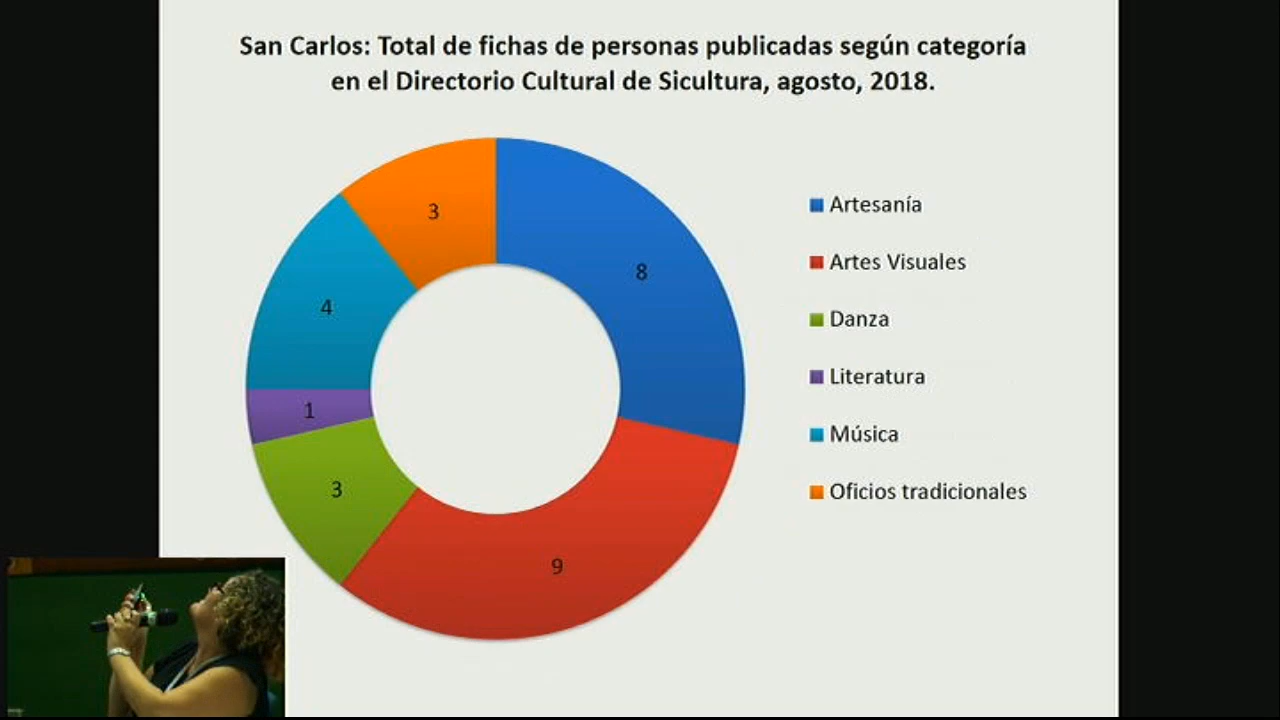 San Carlos: Total de fichas de personas publicadas según categoría
en el Directorio Cultural de Sicultura, agosto, 2018.
3
8
4
1
3
9
Artesanía
Artes Visuales
Danza
Literatura
Música
Oficios tradicionales